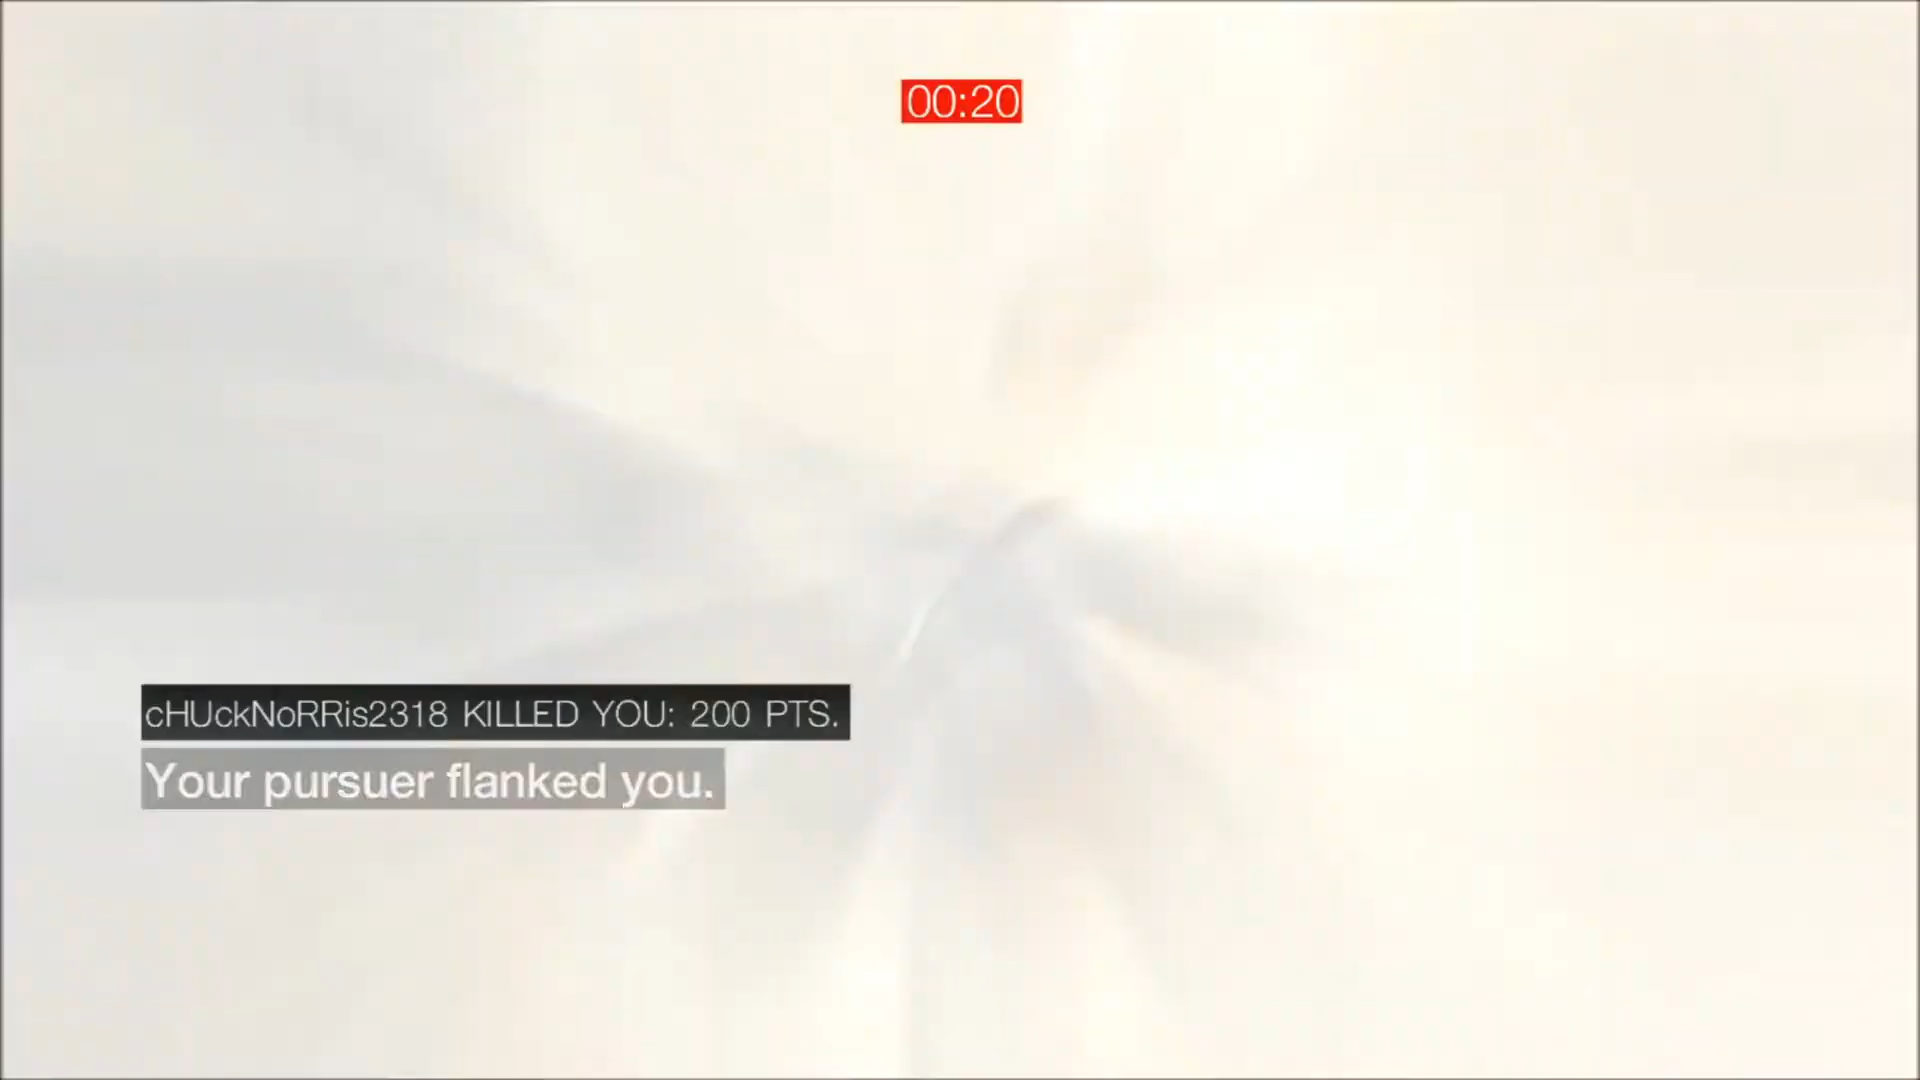 00:20
cHUckNoRRis2318 KILLED YOU: 200 PTS.
Your pursuer flanked you.